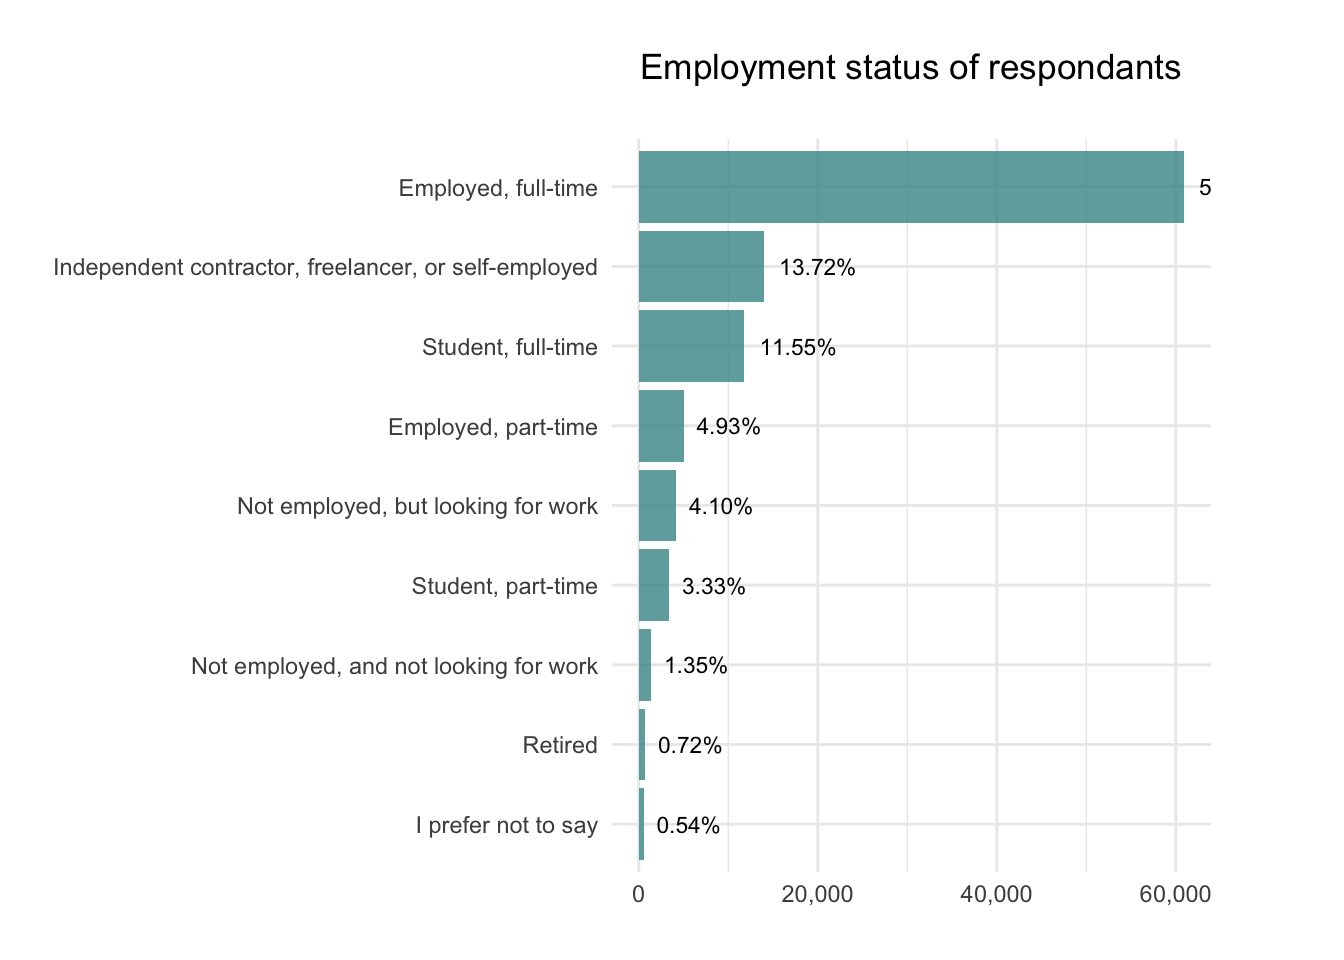 Employment status of respondants
Employed, full-time 5
Independent contractor, freelancer, or self-employed 13.72%
Student, full-time 11.55%
Employed, part-time 4.93%
Not employed, but looking for work 4.10%
Student, part-time 3.33%
Not employed, and not looking for work 1.35%
Retired 0.72%
I prefer not to say 0.54%
0 20,000 40,000 60,000